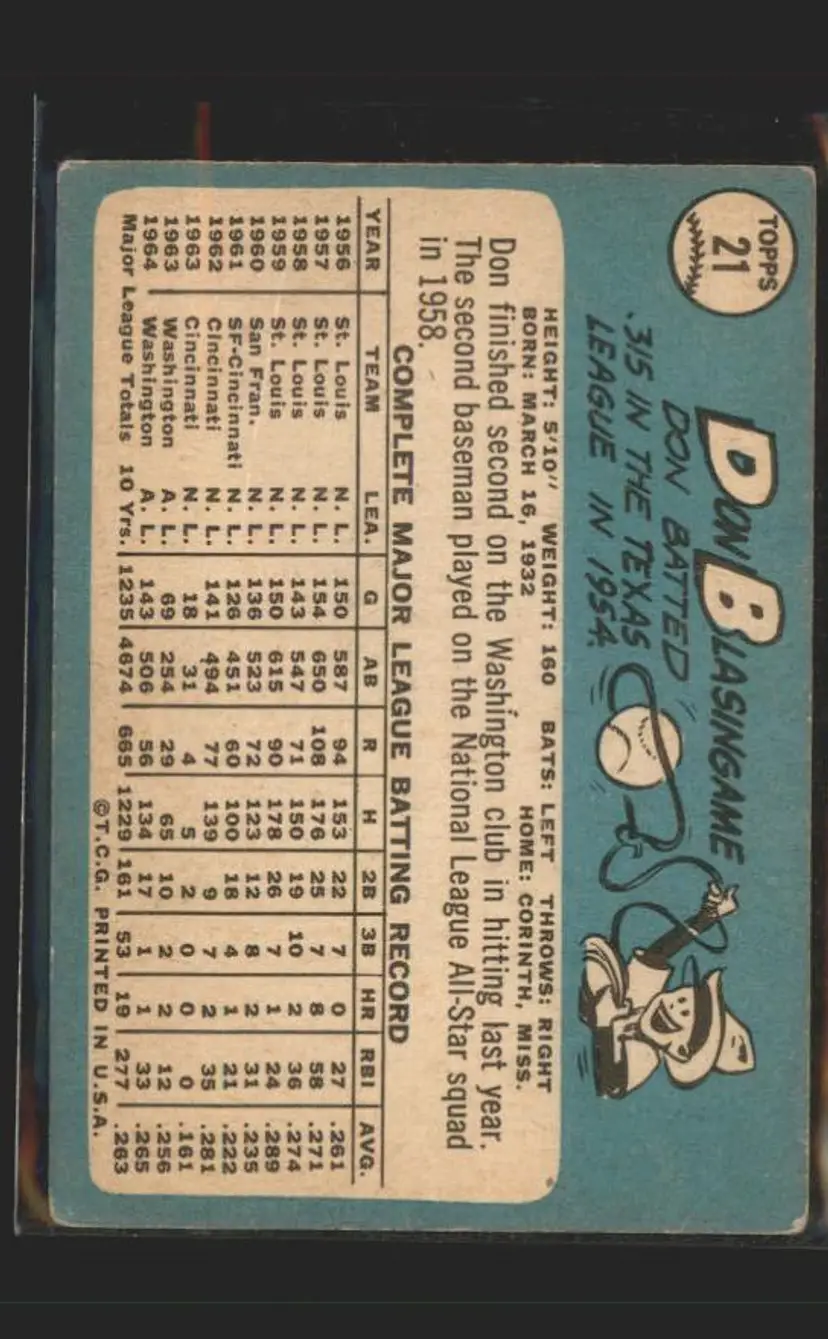 TOPPS
21
DON BLASINGAME
DON BATTED
.315 IN THE TEXAS
LEAGUE IN 1954.
HEIGHT: 5'10" WEIGHT: 160 BATS: LEFT THROWS: RIGHT
BORN: MARCH 16, 1932 HOME: CORINTH, MISS.
Don finished second on the Washington club in hitting last year.
The second baseman played on the National League All-Star squad
in 1958.
COMPLETE MAJOR LEAGUE BATTING RECORD
YEAR TEAM LEA. G AB R H 2B 3B HR RBI AVG.
1956 St. Louis N. L. 150 587 94 153 22 7 0 27 .261
1957 St. Louis N. L. 154 650 108 176 25 7 8 58 .271
1958 St. Louis N. L. 143 547 71 150 19 10 2 36 .274
1959 St. Louis N. L. 150 615 90 178 26 7 1 24 .289
1960 San Fran. N. L. 136 523 72 123 12 8 2 31 .235
1961 SF-Cincinnati N. L. 126 451 60 100 18 4 1 21 .222
1962 Cincinnati N. L. 141 494 77 139 9 7 2 35 .281
1963 Cincinnati N. L. 18 31 4 5 2 0 0 0 .161
1963 Washington A. L. 69 254 29 65 10 2 2 12 .256
1964 Washington A. L. 143 506 56 134 17 1 1 33 .265
Major League Totals 10 Yrs. 1235 4674 665 1229 161 53 19 277 .263
©T.C.G. PRINTED IN U.S.A.